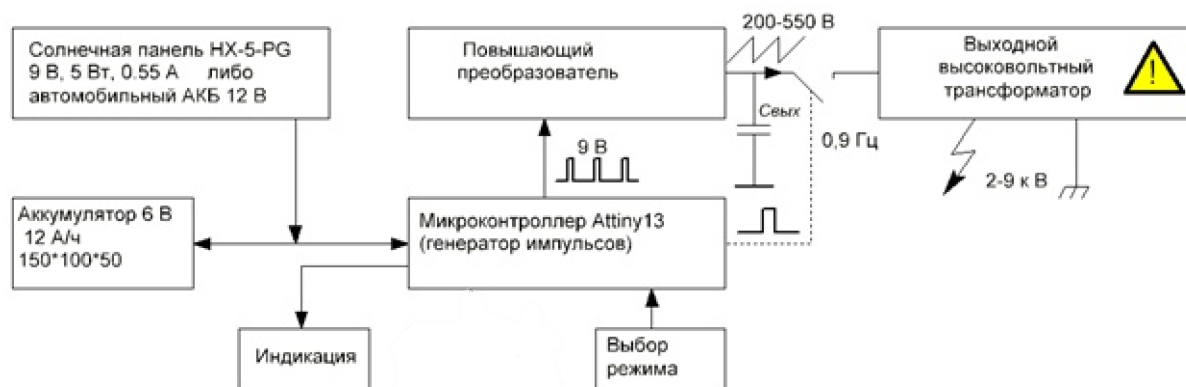 Солнечная панель HX-5-PG
9 В, 5 Вт, 0.55 А либо
автомобильный АКБ 12 В
Повышающий
преобразователь
200-550 В
Выходной
высоковольтный
трансформатор
!
Свых
0,9 Гц
9 В
2-9 к В
Аккумулятор 6 В
12 А/ч
150*100*50
Микроконтроллер Attiny13
(генератор импульсов)
Индикация
Выбор
режима